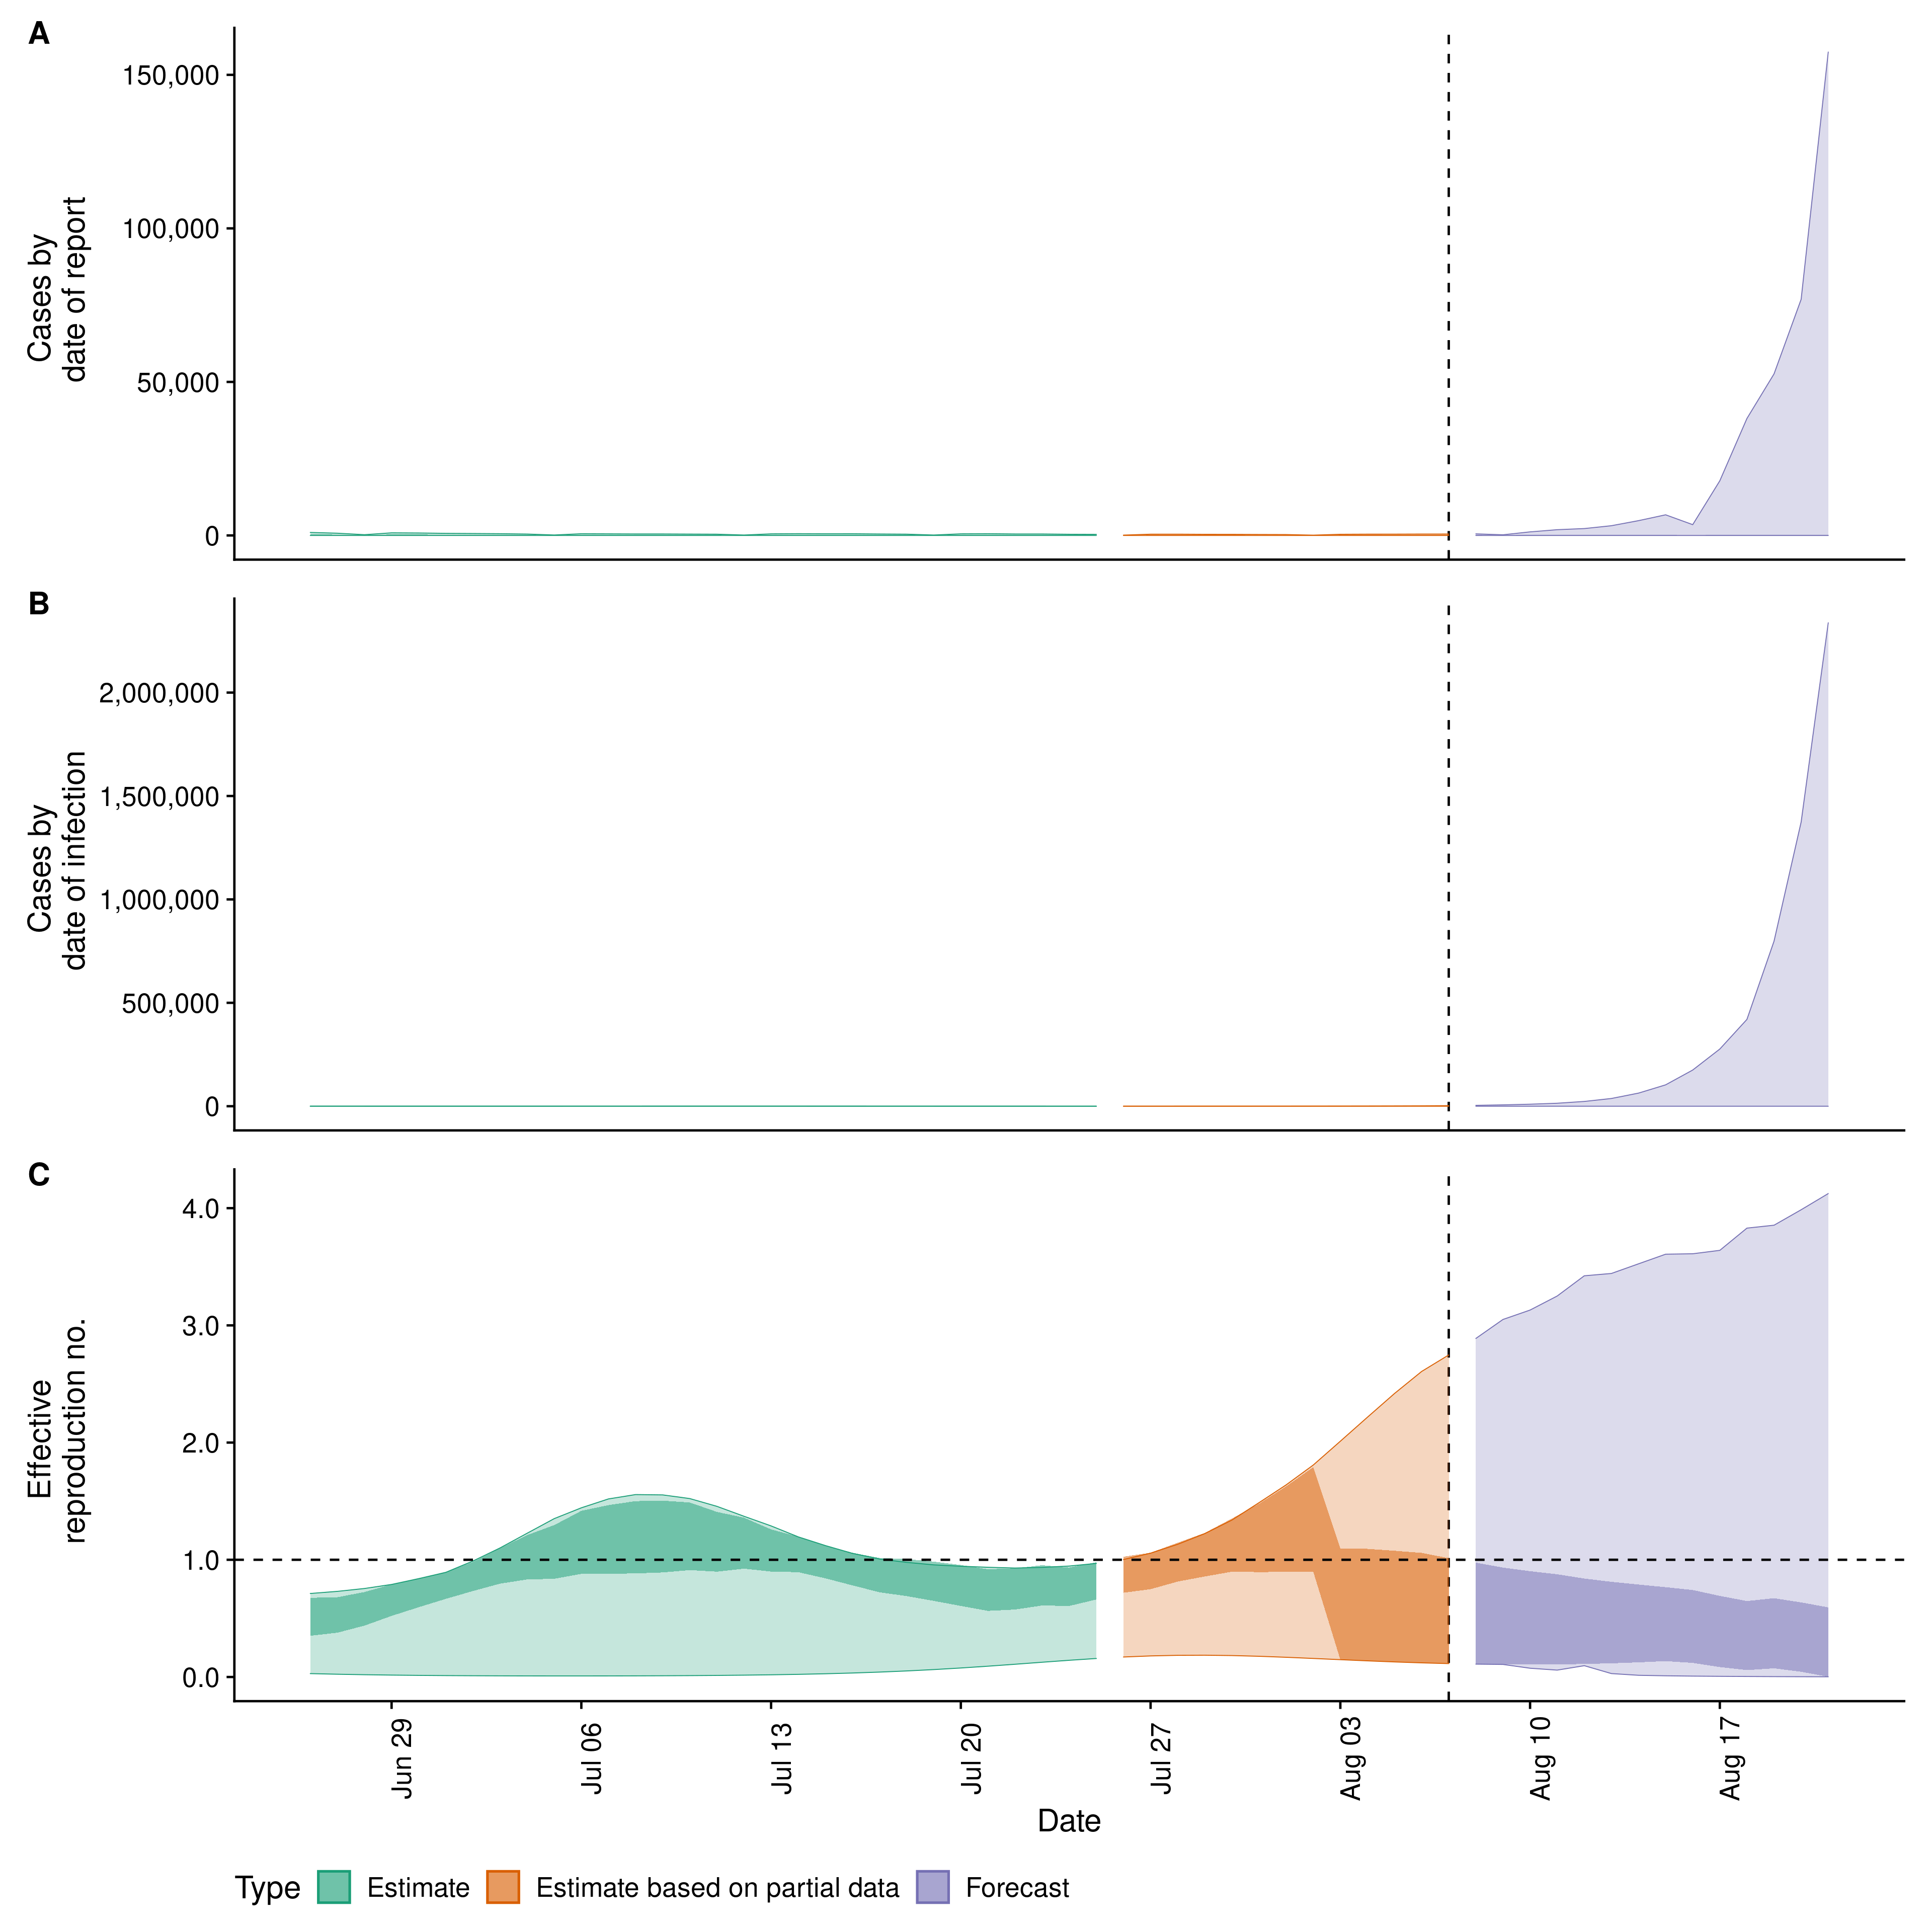 A
150,000
100,000
50,000
0
Cases by
date of report
B
2,000,000
1,500,000
1,000,000
500,000
0
Cases by
date of infection
C
4.0
3.0
2.0
1.0
0.0
Effective
reproduction no.
Jun 29
Jul 06
Jul 13
Jul 20
Jul 27
Aug 03
Aug 10
Aug 17
Date
Type Estimate Estimate based on partial data Forecast